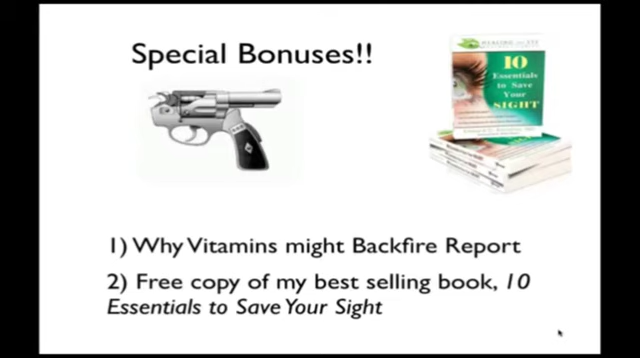 Special Bonuses!!
10
Essentials
to Save
Your
SIGHT
1) Why Vitamins might Backfire Report
2) Free copy of my best selling book, 10
Essentials to Save Your Sight